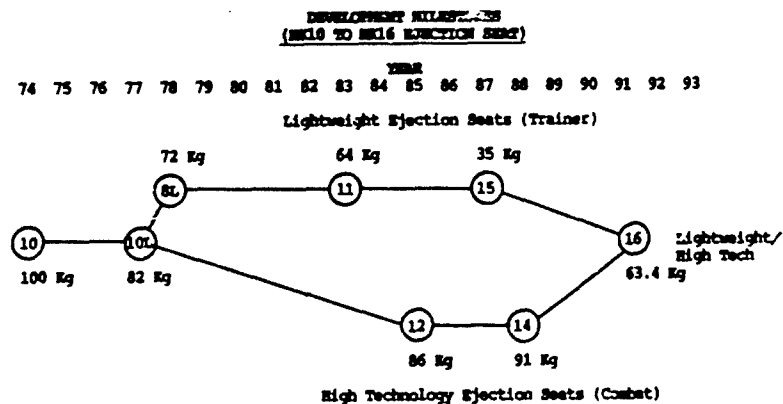 DEVELOPMENT MILESTONES
(MK10 TO MK16 EJECTION SEAT)
YEAR
74 75 76 77 78 79 80 81 82 83 84 85 86 87 88 89 90 91 92 93
Lightweight Ejection Seats (Trainer)
72 Kg 64 Kg 35 Kg
8L 11 15
10 10L 16 Lightweight/
High Tech
100 Kg 82 Kg 63.4 Kg
12 14
86 Kg 91 Kg
High Technology Ejection Seats (Combat)